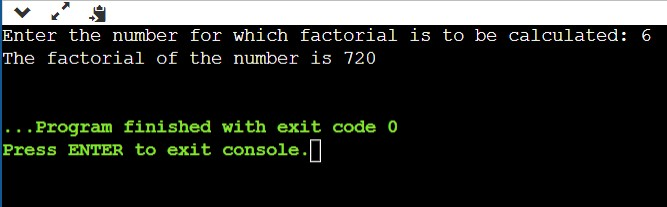 Enter the number for which factorial is to be calculated: 6
The factorial of the number is 720
...Program finished with exit code 0
Press ENTER to exit console.